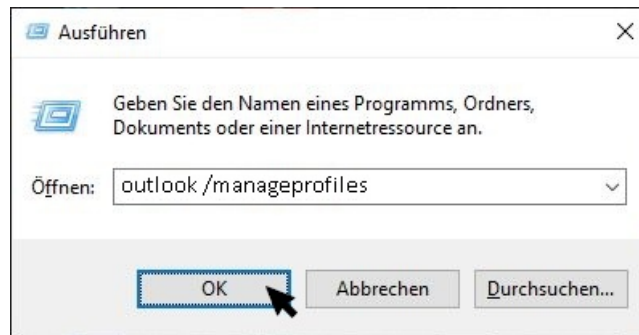 Ausführen
Geben Sie den Namen eines Programms, Ordners,
Dokuments oder einer Internetressource an.
Öffnen: outlook /manageprofiles
OK Abbrechen Durchsuchen...